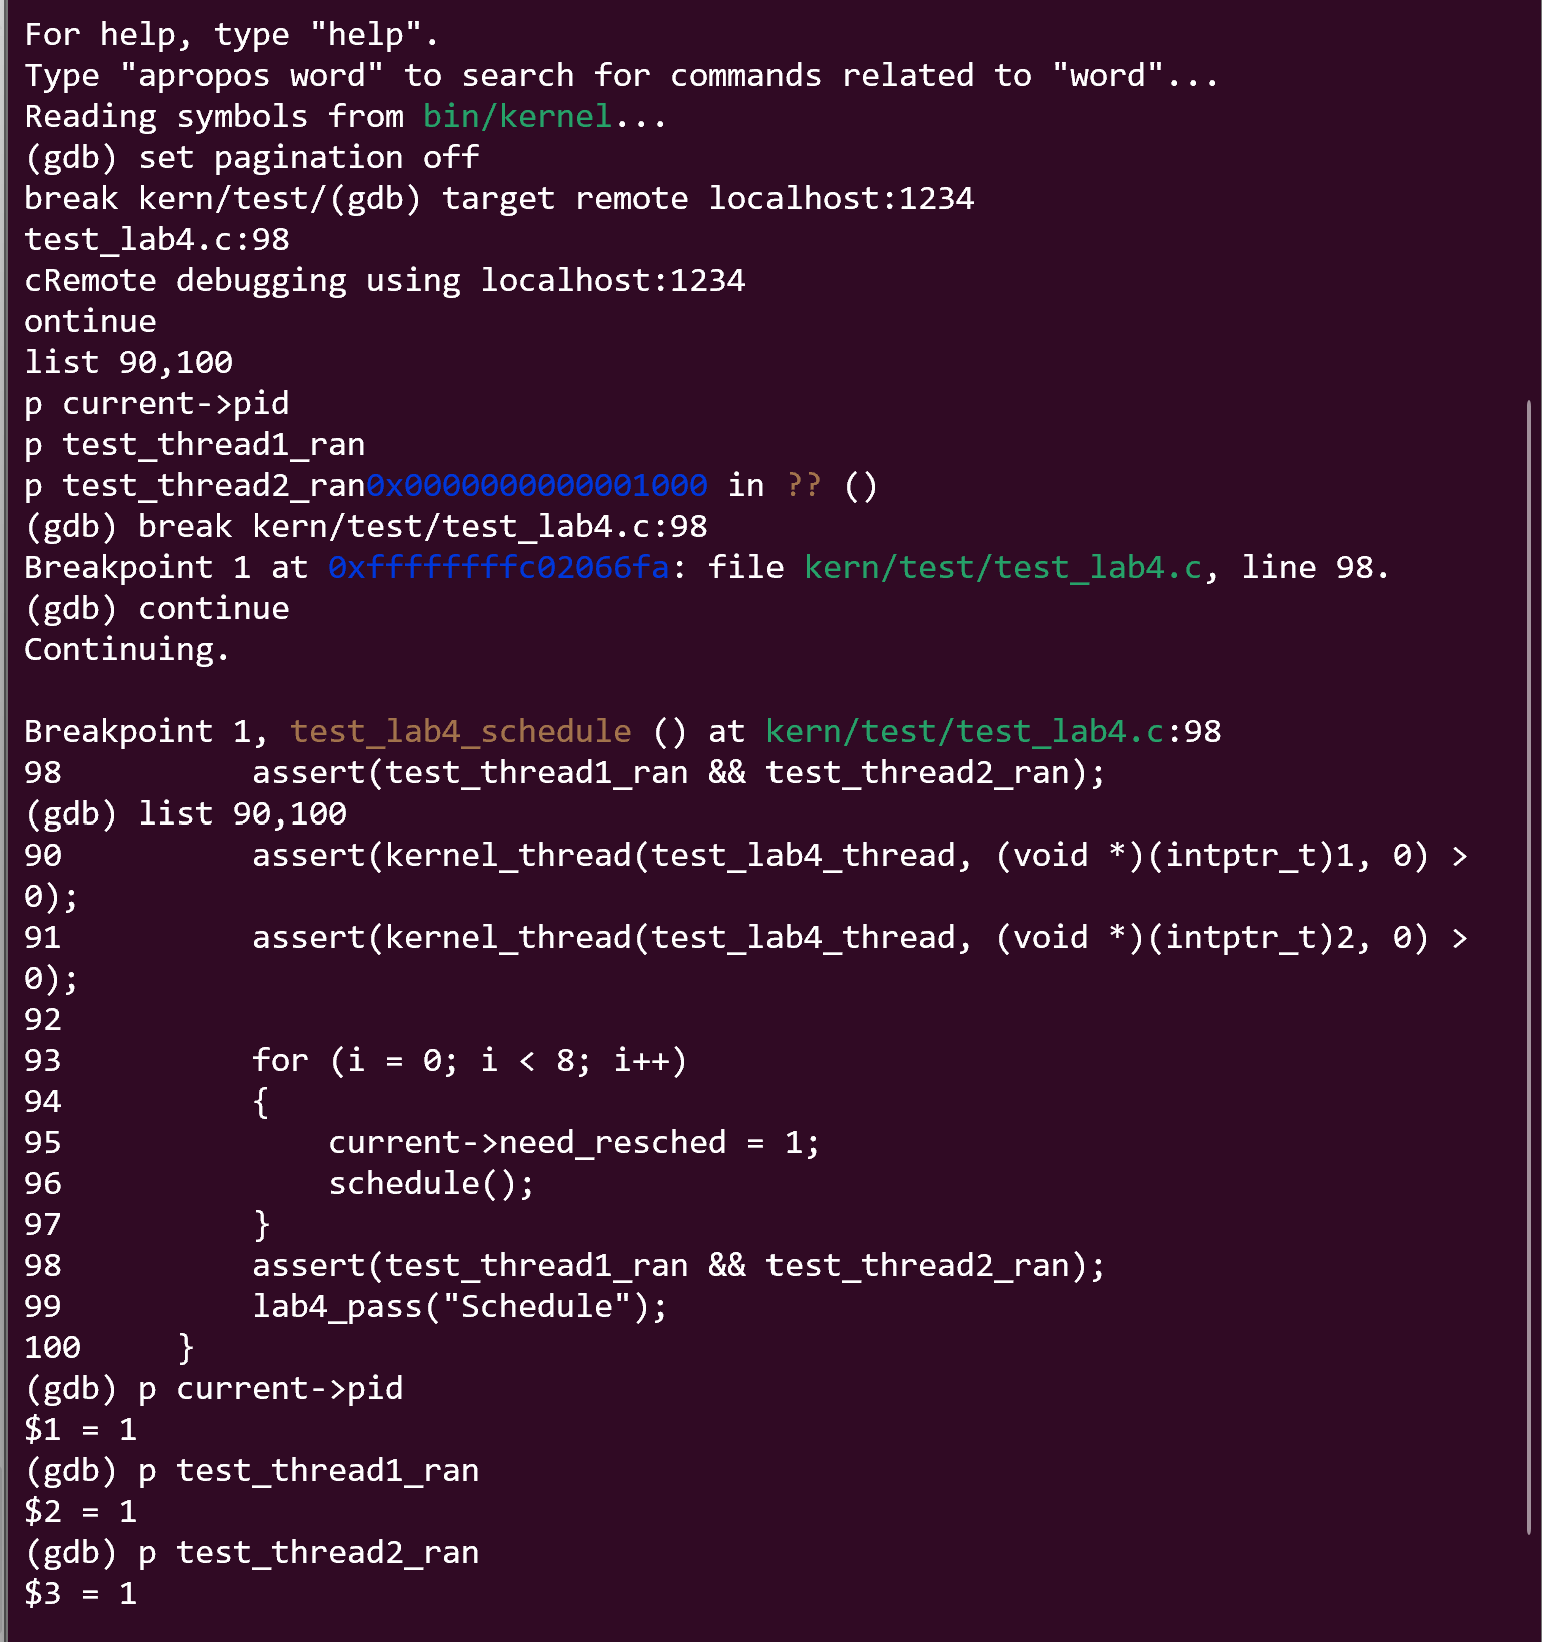 For help, type "help".
Type "apropos word" to search for commands related to "word"...
Reading symbols from bin/kernel...
(gdb) set pagination off
break kern/test/(gdb) target remote localhost:1234
test_lab4.c:98
cRemote debugging using localhost:1234
ontinue
list 90,100
p current->pid
p test_thread1_ran
p test_thread2_ran0x0000000000001000 in ?? ()
(gdb) break kern/test/test_lab4.c:98
Breakpoint 1 at 0xffffffffc02066fa: file kern/test/test_lab4.c, line 98.
(gdb) continue
Continuing.

Breakpoint 1, test_lab4_schedule () at kern/test/test_lab4.c:98
98          assert(test_thread1_ran && test_thread2_ran);
(gdb) list 90,100
90          assert(kernel_thread(test_lab4_thread, (void *)(intptr_t)1, 0) >
0);
91          assert(kernel_thread(test_lab4_thread, (void *)(intptr_t)2, 0) >
0);
92
93          for (i = 0; i < 8; i++)
94          {
95              current->need_resched = 1;
96              schedule();
97          }
98          assert(test_thread1_ran && test_thread2_ran);
99          lab4_pass("Schedule");
100     }
(gdb) p current->pid
$1 = 1
(gdb) p test_thread1_ran
$2 = 1
(gdb) p test_thread2_ran
$3 = 1